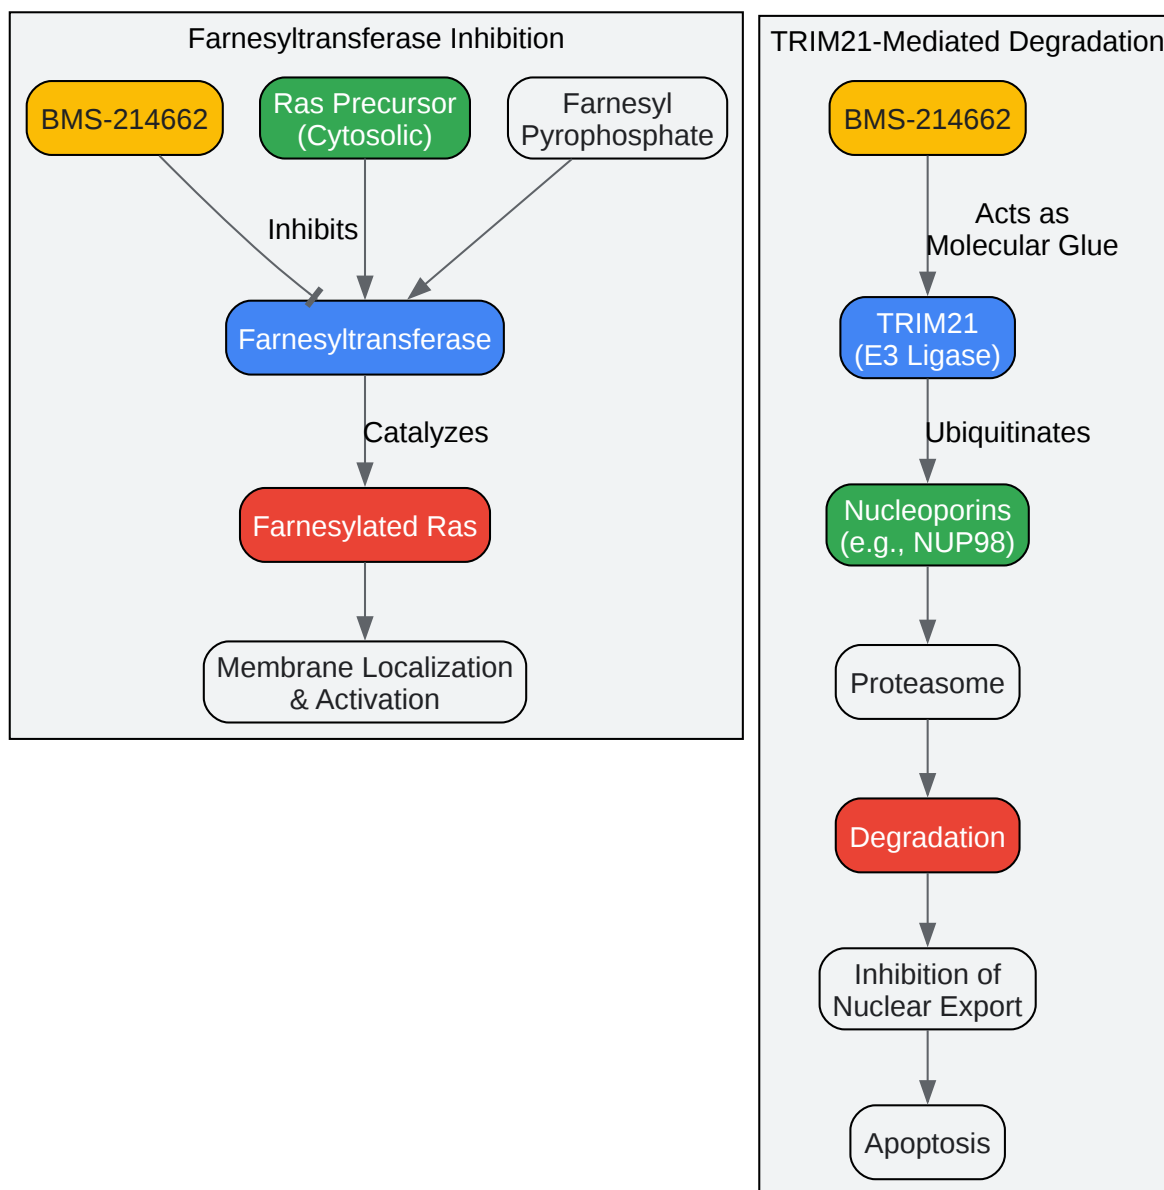 Farnesyltransferase Inhibition
BMS-214662
Ras Precursor
(Cytosolic)
Farnesyl
Pyrophosphate
Inhibits
Farnesyltransferase
Catalyzes
Farnesylated Ras
Membrane Localization
& Activation
TRIM21-Mediated Degradation
BMS-214662
Acts as
Molecular Glue
TRIM21
(E3 Ligase)
Ubiquitinates
Nucleoporins
(e.g., NUP98)
Proteasome
Degradation
Inhibition of
Nuclear Export
Apoptosis